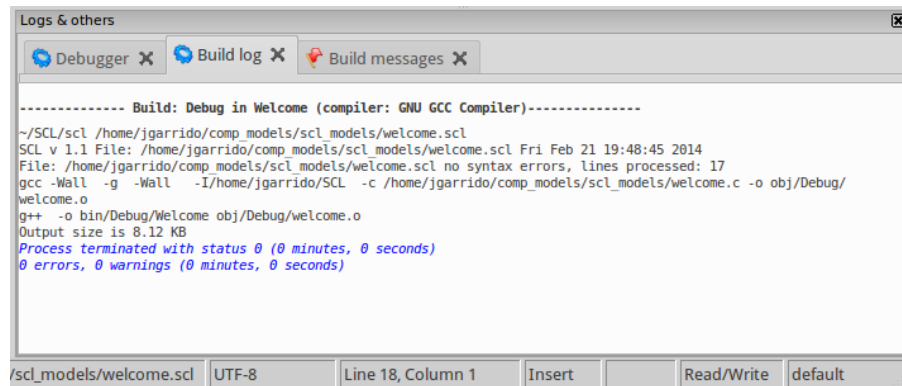 Logs & others
Debugger Build log Build messages
-------------- Build: Debug in Welcome (compiler: GNU GCC Compiler)---------------
~/SCL/scl /home/jgarrido/comp_models/scl_models/welcome.scl
SCL v 1.1 File: /home/jgarrido/comp_models/scl_models/welcome.scl Fri Feb 21 19:48:45 2014
File: /home/jgarrido/comp_models/scl_models/welcome.scl no syntax errors, lines processed: 17
gcc -Wall  -g  -Wall   -I/home/jgarrido/SCL  -c /home/jgarrido/comp_models/scl_models/welcome.c -o obj/Debug/
welcome.o
g++  -o bin/Debug/Welcome obj/Debug/welcome.o
Output size is 8.12 KB
Process terminated with status 0 (0 minutes, 0 seconds)
0 errors, 0 warnings (0 minutes, 0 seconds)
/scl_models/welcome.scl UTF-8 Line 18, Column 1 Insert Read/Write default